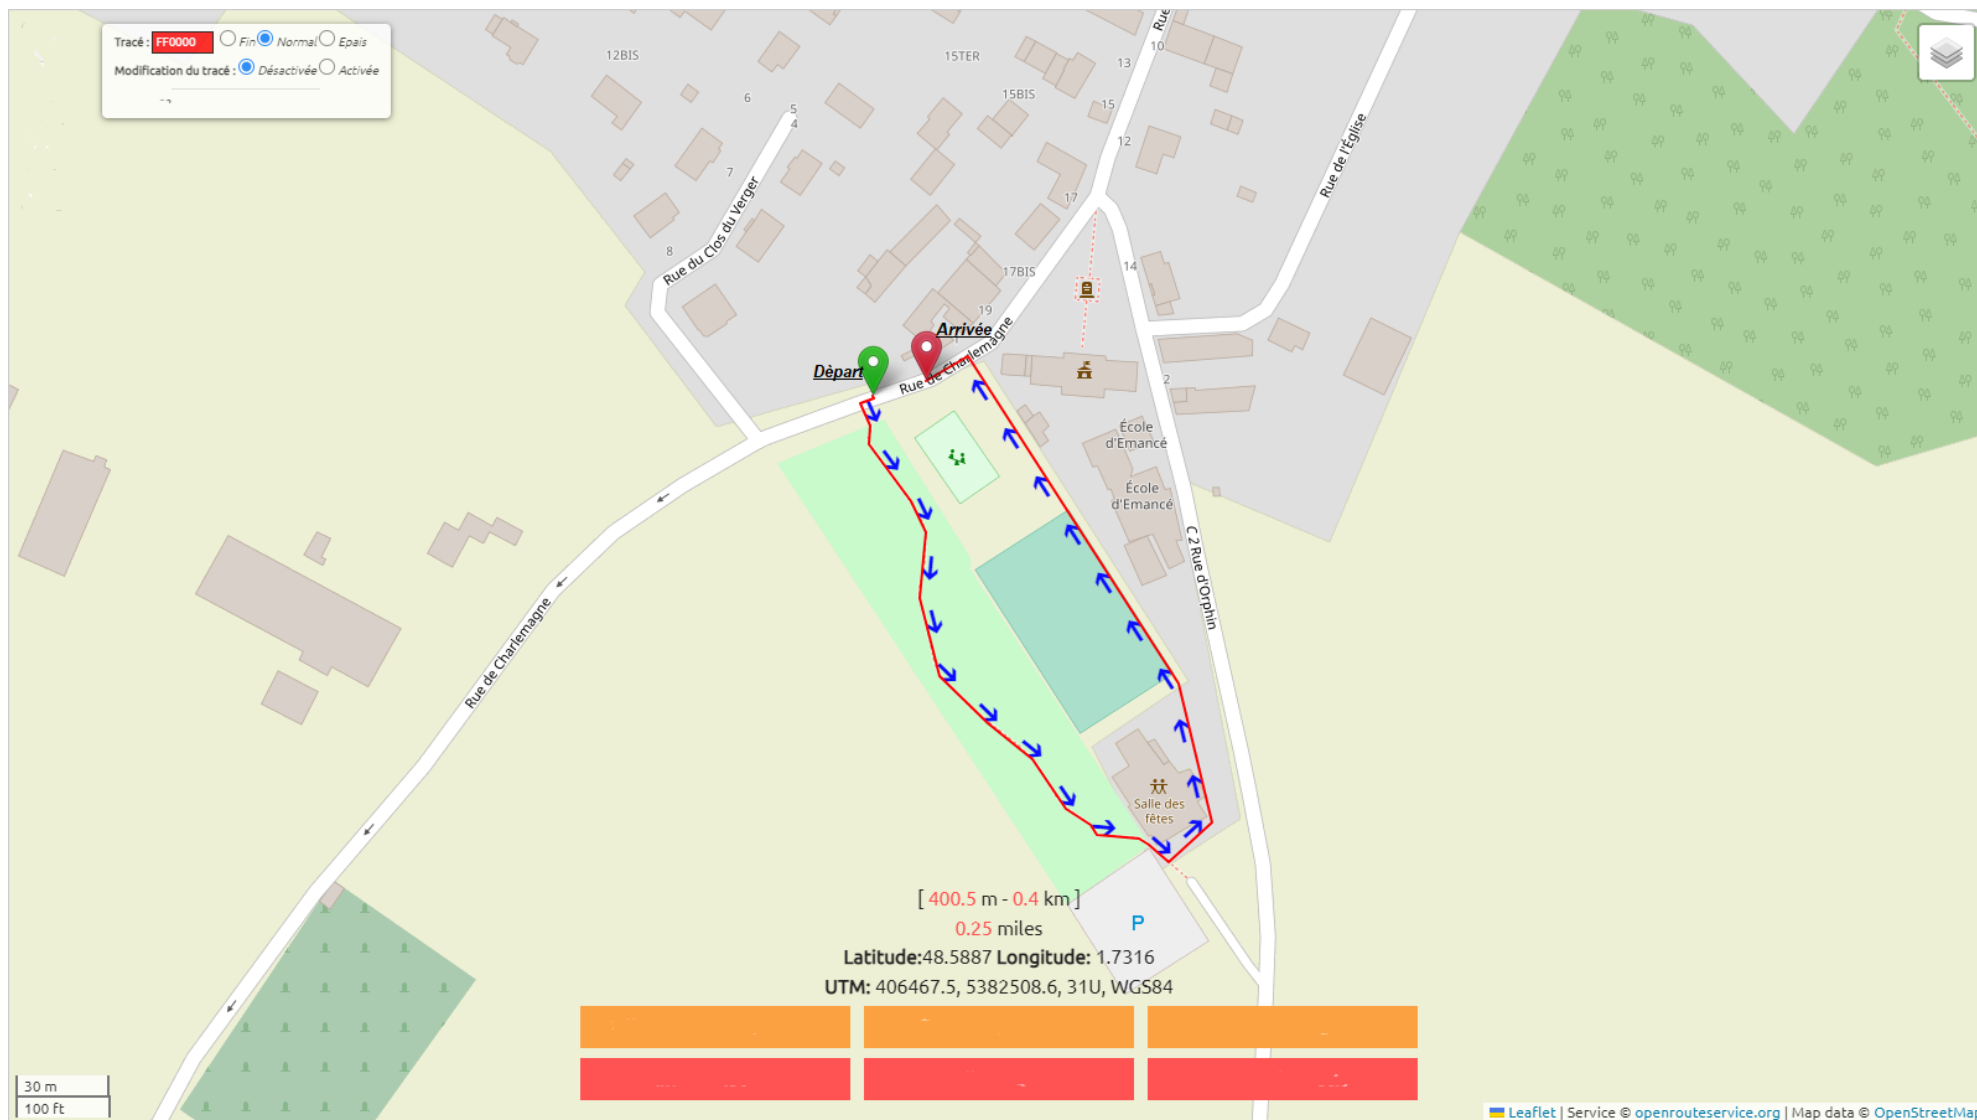 Tracé : FF0000 Fin Normal Epais
Modification du tracé : Désactivée Activée
12BIS
15TER
Rue
10
13
15BIS
15
12
6
5
4
7
17
8
Rue du Clos du Verger
Rue de l'Église
17BIS
14
19
Arrivée
Dèpart
Rue de Charlemagne
2
École
d'Emancé
École
d'Emancé
C 2 Rue d'Orphin
Rue de Charlemagne
Salle des
fêtes
P
[ 400.5 m - 0.4 km ]
0.25 miles
Latitude:48.5887 Longitude: 1.7316
UTM: 406467.5, 5382508.6, 31U, WGS84
30 m
100 ft
Leaflet | Service © openrouteservice.org | Map data © OpenStreetMap